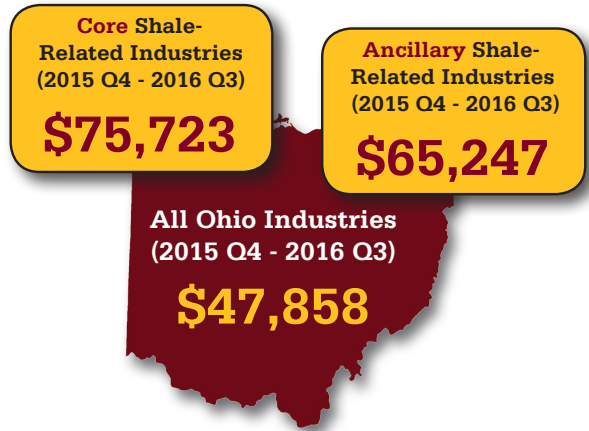 Core Shale-
Related Industries
(2015 Q4 - 2016 Q3)
$75,723
Ancillary Shale-
Related Industries
(2015 Q4 - 2016 Q3)
$65,247
All Ohio Industries
(2015 Q4 - 2016 Q3)
$47,858